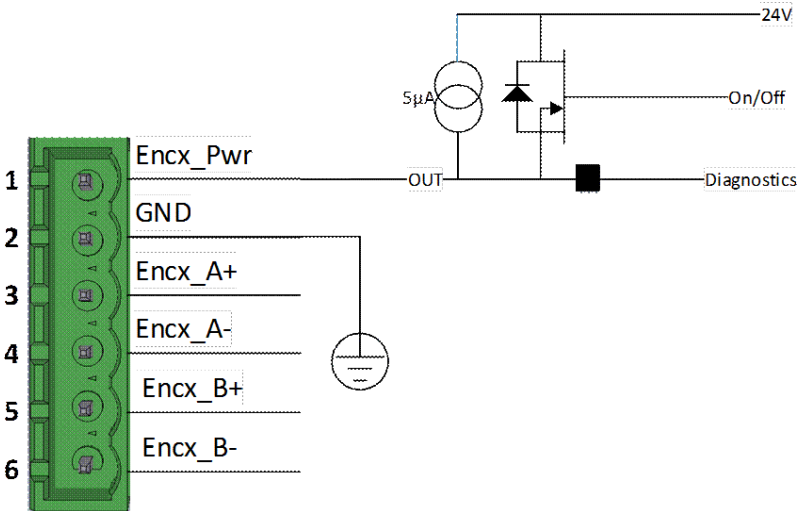 24V
5µA
On/Off
Encx_Pwr
1
OUT
Diagnostics
GND
2
Encx_A+
3
Encx_A-
4
Encx_B+
5
Encx_B-
6